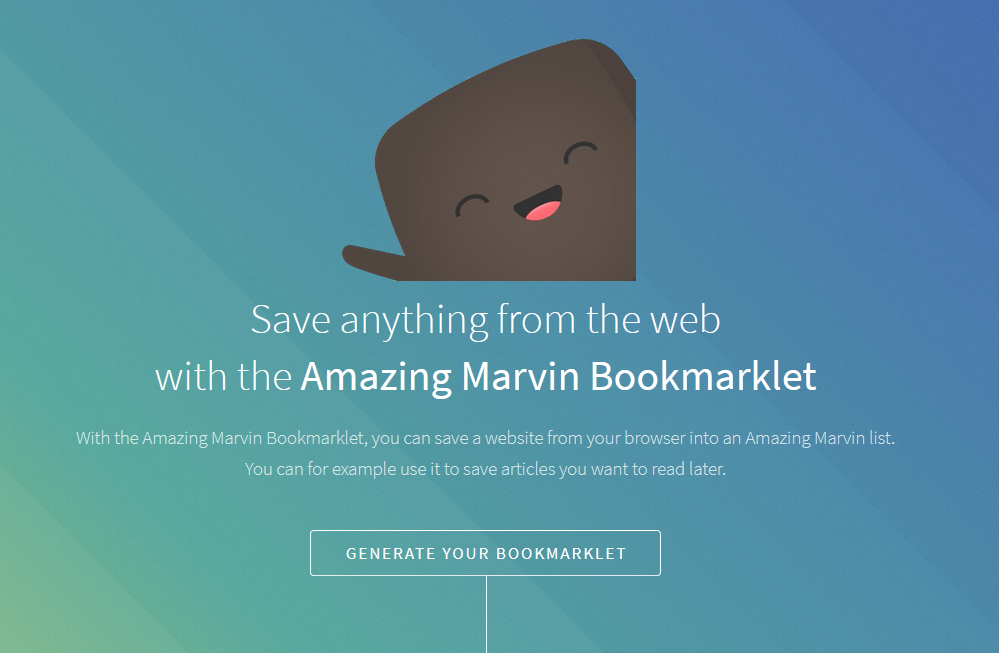 Save anything from the web
with the Amazing Marvin Bookmarklet
With the Amazing Marvin Bookmarklet, you can save a website from your browser into an Amazing Marvin list.
You can for example use it to save articles you want to read later.
GENERATE YOUR BOOKMARKLET